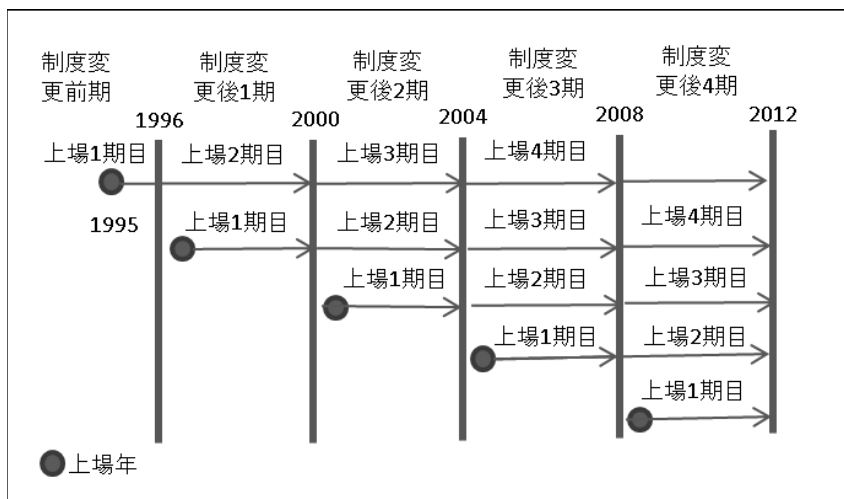 制度変
更前期
制度変
更後1期
制度変
更後2期
制度変
更後3期
制度変
更後4期
1996
2000
2004
2008
2012
上場1期目
上場2期目
上場3期目
上場4期目
1995
上場1期目
上場2期目
上場3期目
上場4期目
上場1期目
上場2期目
上場3期目
上場1期目
上場2期目
上場1期目
上場年